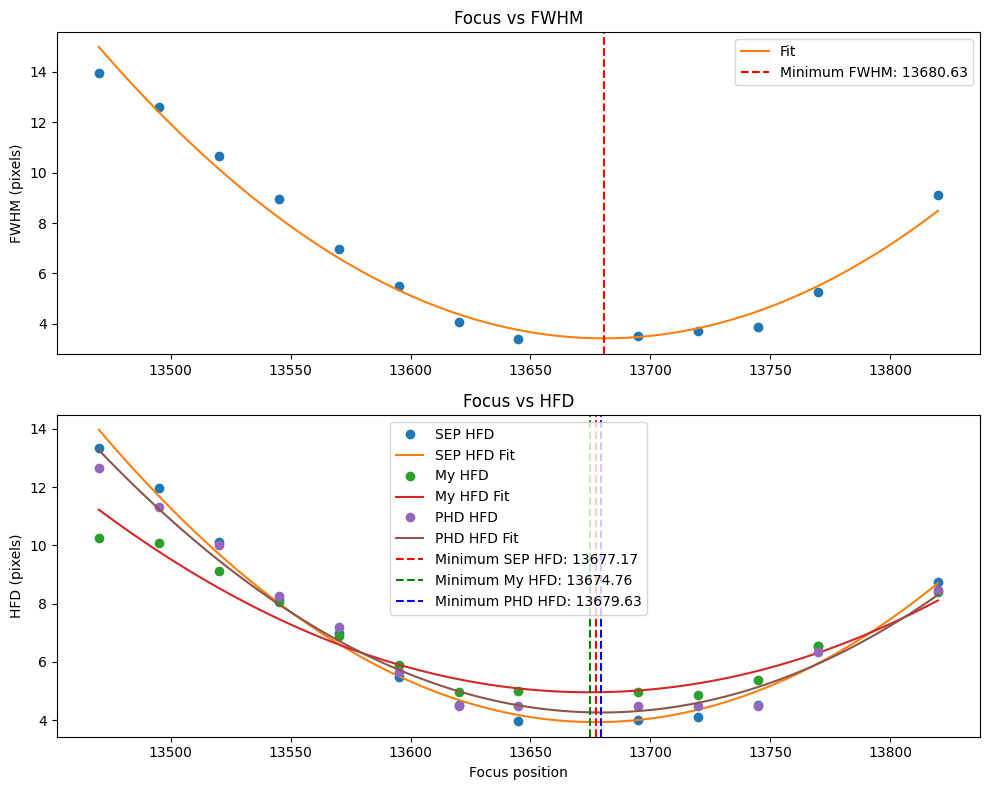 Focus vs FWHM
FWHM (pixels)
14
12
10
8
6
4
Fit
Minimum FWHM: 13680.63
13500
13550
13600
13650
13700
13750
13800
Focus vs HFD
HFD (pixels)
14
12
10
8
6
4
SEP HFD
SEP HFD Fit
My HFD
My HFD Fit
PHD HFD
PHD HFD Fit
Minimum SEP HFD: 13677.17
Minimum My HFD: 13674.76
Minimum PHD HFD: 13679.63
13500
13550
13600
13650
13700
13750
13800
Focus position